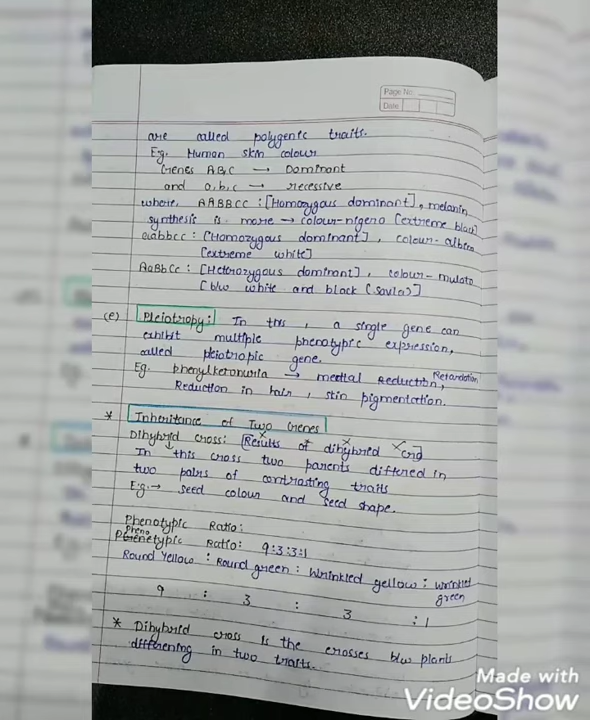 Page No:
Date
are called polygenic traits.
Eg. Human skin colour
Genes A,B,C → Dominant
and a,b,c → recessive
where, AABBCC : [Homozygous dominant], melanin
synthesis is more → colour-nigeno [extreme black]
aabbcc : [Homozygous dominant], colour-albino
[extreme white]
AaBbCc : [Heterozygous dominant], colour-mulato
[b/w white and black (savla)]
(e) Pleiotropy: In this, a single gene can
exhibit multiple phenotypic expression,
called pleiotropic gene.
Eg. phenylketonuria → mental Reduction, Retardation
Reduction in hair, skin pigmentation.
* Inheritance of Two Genes
Dihybrid cross: [Results of dihybrid
In this cross two parents differed in
two pairs of contrasting traits
E.g. → seed colour and seed shape.
Phenotypic Ratio:
Pheno
Ratio: 9:3:3:1
Round Yellow : Round green : Wrinkled yellow : wrinkled
green
9 : 3 : 3 : 1
* Dihybrid cross is the crosses b/w plants
differening in two traits.
Made with
VideoShow